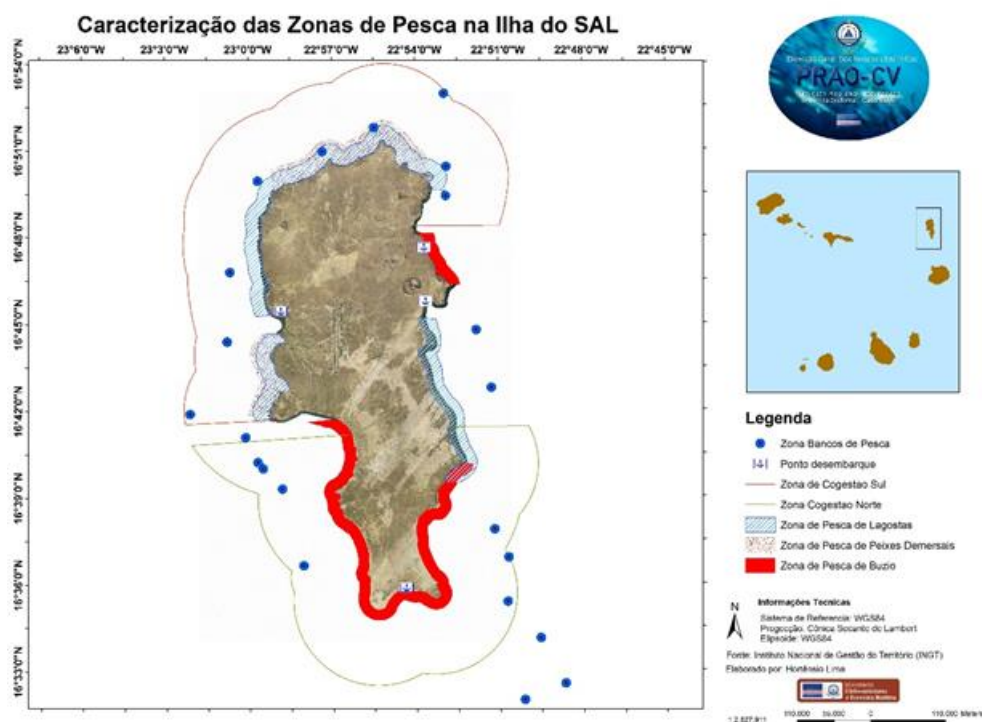 Caracterização das Zonas de Pesca na Ilha do SAL
23°6'0"W 23°3'0"W 23°0'0"W 22°57'0"W 22°54'0"W 22°51'0"W 22°48'0"W 22°45'0"W
16°54'0"N
16°51'0"N
16°48'0"N
16°45'0"N
16°42'0"N
16°39'0"N
16°36'0"N
16°33'0"N
PRAO-CV
Legenda
Zona Bancos de Pesca
Ponto desembarque
Zona de Cogestao Sul
Zona Cogestao Norte
Zona de Pesca de Lagostas
Zona de Pesca de Peixes Demersais
Zona de Pesca de Buzio
N
Informações Tecnicas
Sistema de Referencia: WGS84
Progecção: Cônica Secante de Lambert
Elipsoide: WGS84
Fonte: Instituto Nacional de Gestão do Território (INGT)
Elaborado por: Hortênsio Lima